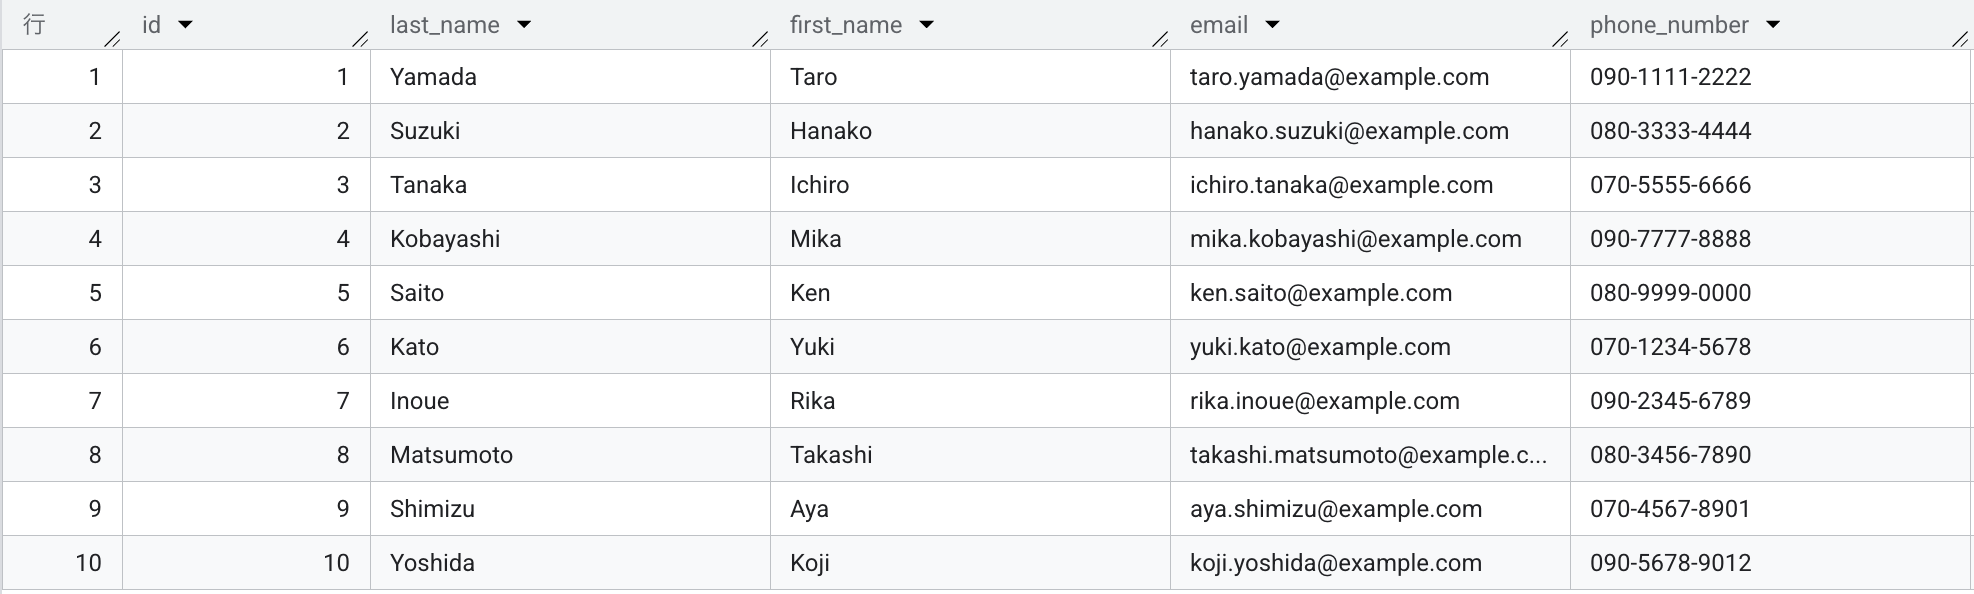 行 id last_name first_name email phone_number
1 1 Yamada Taro taro.yamada@example.com 090-1111-2222
2 2 Suzuki Hanako hanako.suzuki@example.com 080-3333-4444
3 3 Tanaka Ichiro ichiro.tanaka@example.com 070-5555-6666
4 4 Kobayashi Mika mika.kobayashi@example.com 090-7777-8888
5 5 Saito Ken ken.saito@example.com 080-9999-0000
6 6 Kato Yuki yuki.kato@example.com 070-1234-5678
7 7 Inoue Rika rika.inoue@example.com 090-2345-6789
8 8 Matsumoto Takashi takashi.matsumoto@example.c... 080-3456-7890
9 9 Shimizu Aya aya.shimizu@example.com 070-4567-8901
10 10 Yoshida Koji koji.yoshida@example.com 090-5678-9012